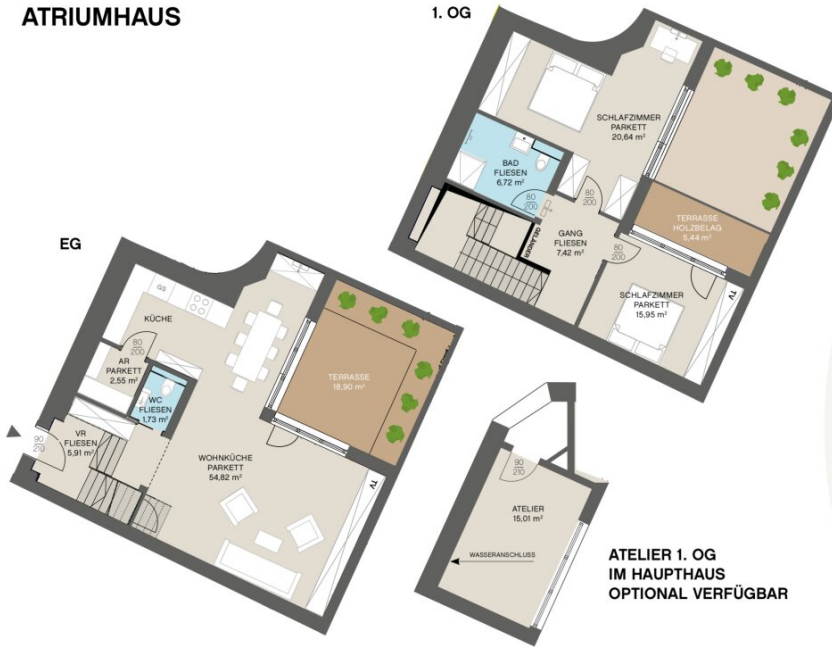 ATRIUMHAUS
1. OG
SCHLAFZIMMER
PARKETT
20,64 m²
BAD
FLIESEN
6,72 m²
80
200
80
200
GELÄNDER
GANG
FLIESEN
7,42 m²
80
200
TERRASSE
HOLZBELAG
5,44 m²
SCHLAFZIMMER
PARKETT
15,95 m²
TV
EG
GS
KÜCHE
80
200
AR
PARKETT
2,55 m²
WC
FLIESEN
1,73 m²
TERRASSE
18,90 m²
90
210
VR
FLIESEN
5,91 m²
WOHNKÜCHE
PARKETT
54,82 m²
TV
90
210
ATELIER
15,01 m²
WASSERANSCHLUSS
ATELIER 1. OG
IM HAUPTHAUS
OPTIONAL VERFÜGBAR